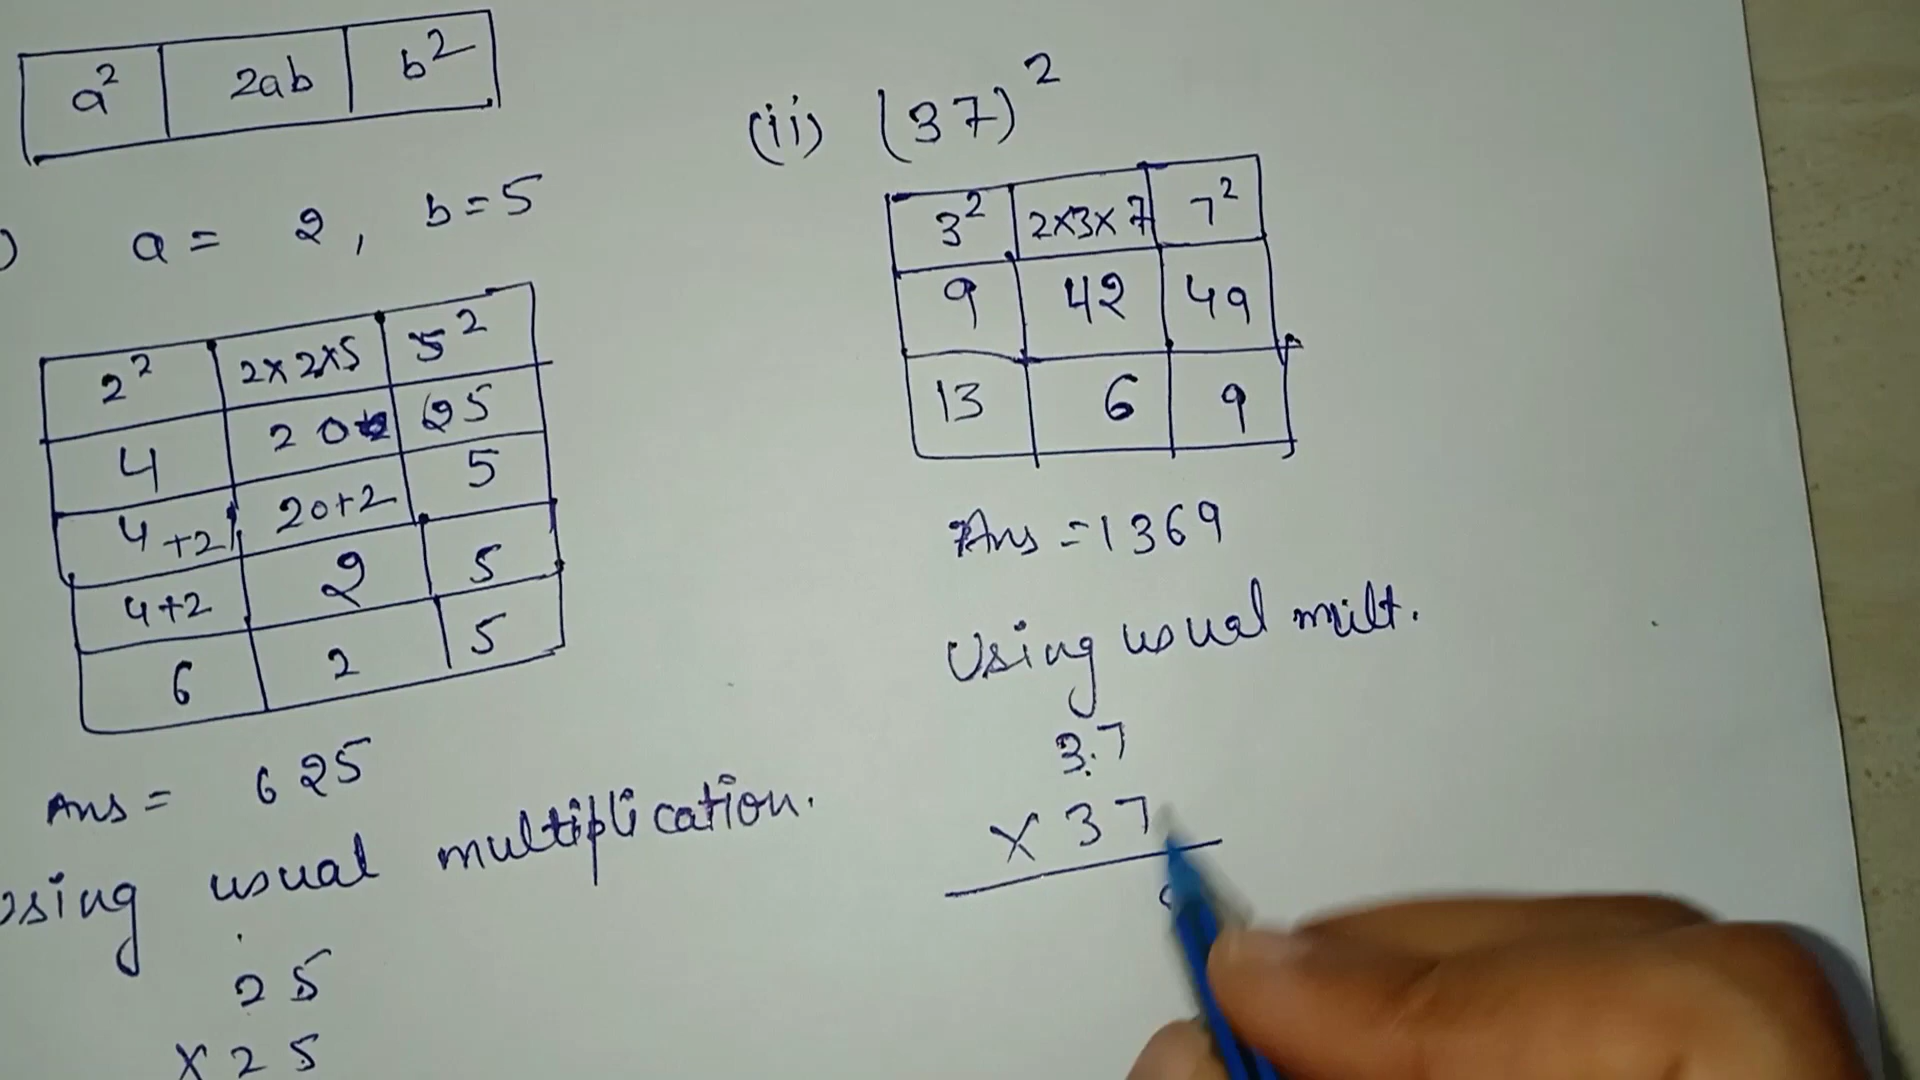 a² 2ab b²
) a = 2, b=5
2² 2×2×5 5²
4 20 25
4+2 20+2 5
4+2 2 5
6 2 5
Ans = 625
using usual multiplication.
25
×25
(ii) (37)²
3² 2×3×7 7²
9 42 49
13 6 9
Ans = 1369
Using usual mult.
37
× 37